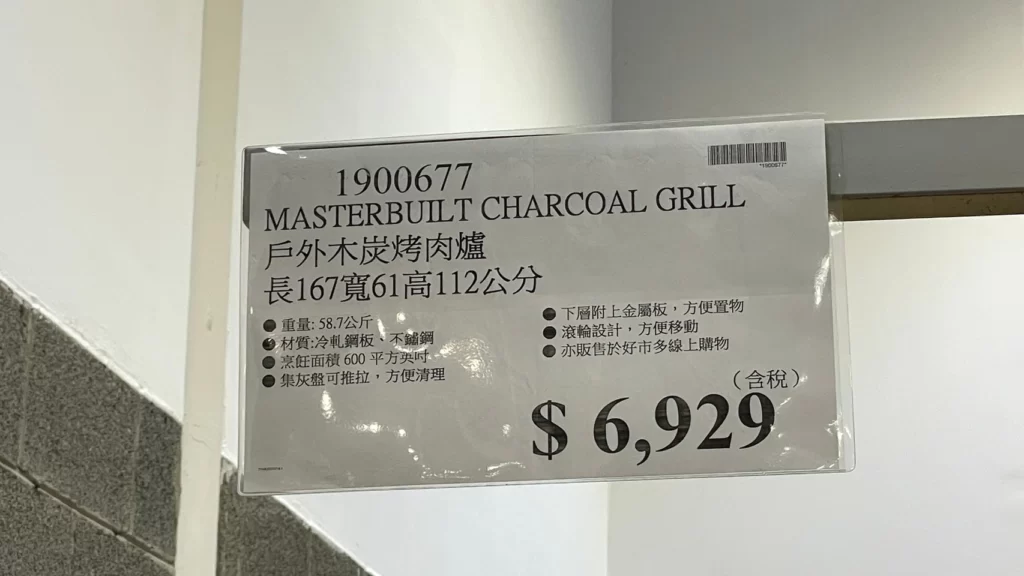 *1900677*
1900677
MASTERBUILT CHARCOAL GRILL
戶外木炭烤肉爐
長167寬61高112公分
● 重量: 58.7公斤
● 材質:冷軋鋼板、不鏽鋼
● 烹飪面積 600 平方英吋
● 集灰盤可推拉，方便清理
● 下層附上金屬板，方便置物
● 滾輪設計，方便移動
● 亦販售於好市多線上購物
（含稅）
$ 6,929